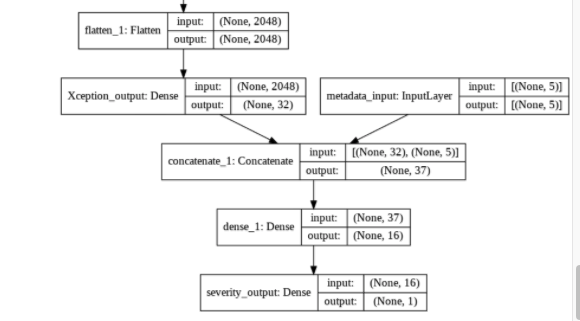 flatten_1: Flatten
input: (None, 2048)
output: (None, 2048)
Xception_output: Dense
input: (None, 2048)
output: (None, 32)
metadata_input: InputLayer
input: [(None, 5)]
output: [(None, 5)]
concatenate_1: Concatenate
input: [(None, 32), (None, 5)]
output: (None, 37)
dense_1: Dense
input: (None, 37)
output: (None, 16)
severity_output: Dense
input: (None, 16)
output: (None, 1)